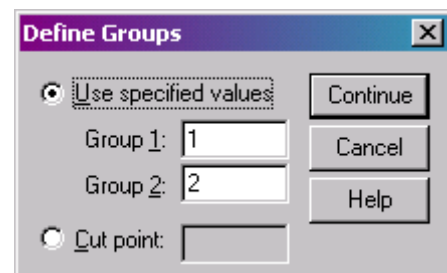 Define Groups
Use specified values
Group 1: 1
Group 2: 2
Cut point:
Continue
Cancel
Help